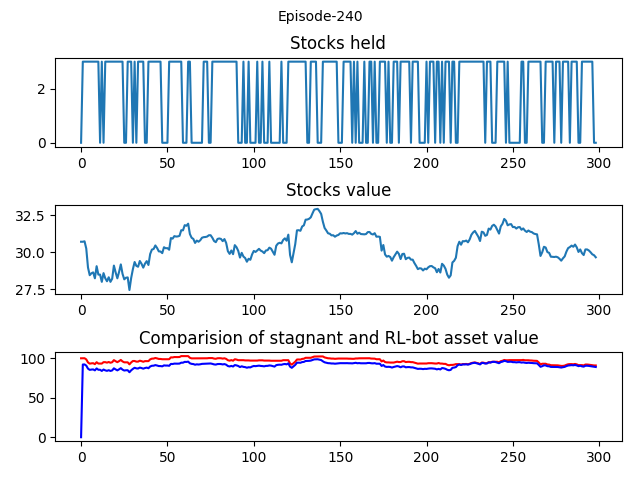 Episode-240
Stocks held
2
0
0 50 100 150 200 250 300
Stocks value
32.5
30.0
27.5
0 50 100 150 200 250 300
Comparision of stagnant and RL-bot asset value
100
50
0
0 50 100 150 200 250 300